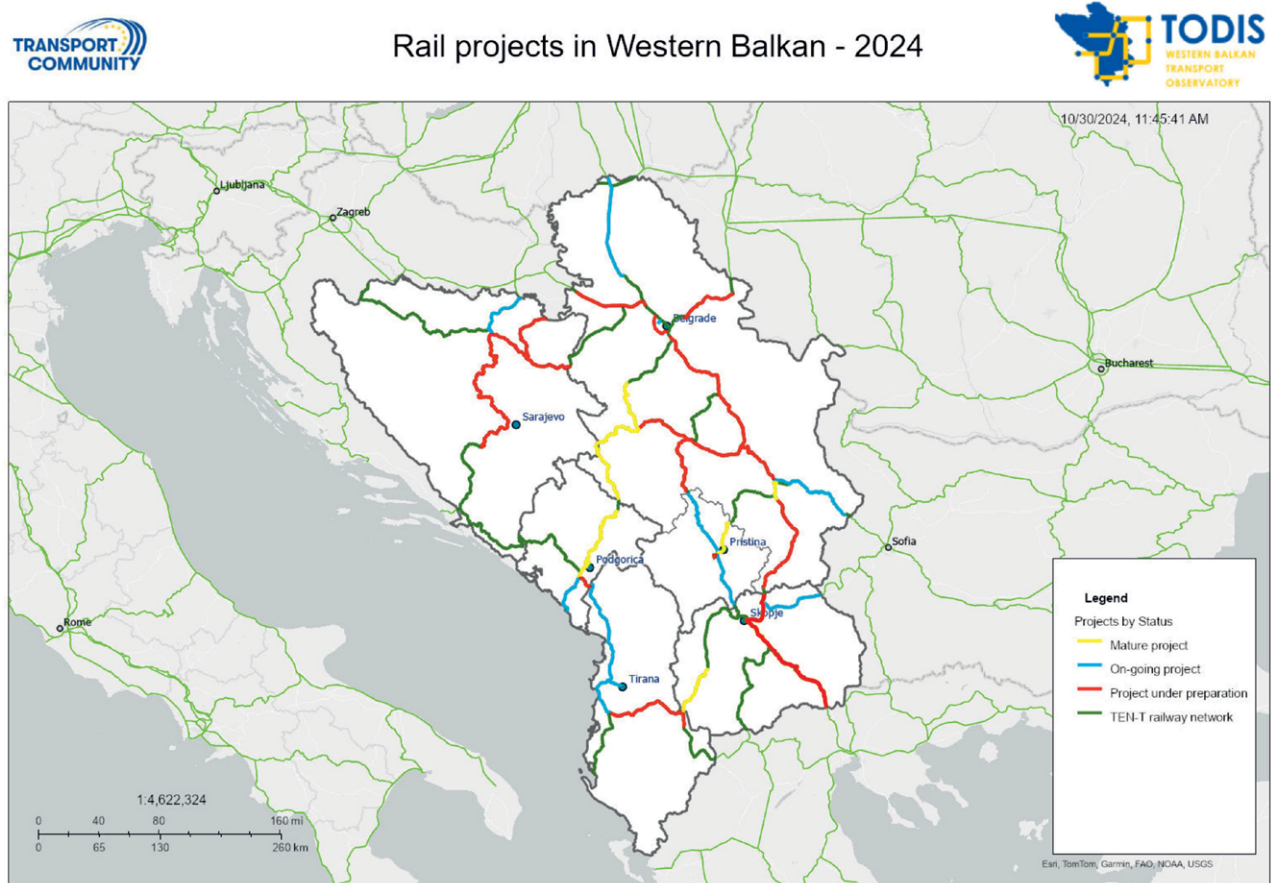 TRANSPORT
COMMUNITY
Rail projects in Western Balkan - 2024
TODIS
WESTERN BALKAN
TRANSPORT
OBSERVATORY
10/30/2024, 11:45:41 AM
Ljubljana
Zagreb
Belgrade
Bucharest
Sarajevo
Pristina
Sofia
Podgorica
Skopje
Rome
Tirana
Legend
Projects by Status
Mature project
On-going project
Project under preparation
TEN-T railway network
1:4,622,324
0 40 80 160 mi
0 65 130 260 km
Esri, TomTom, Garmin, FAO, NOAA, USGS